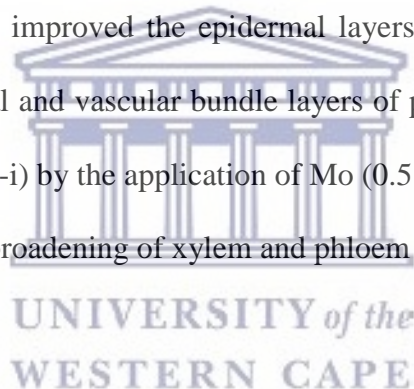 improved the epidermal layers
l and vascular bundle layers of p
-i) by the application of Mo (0.5
roadening of xylem and phloem
UNIVERSITY of the
WESTERN CAPE